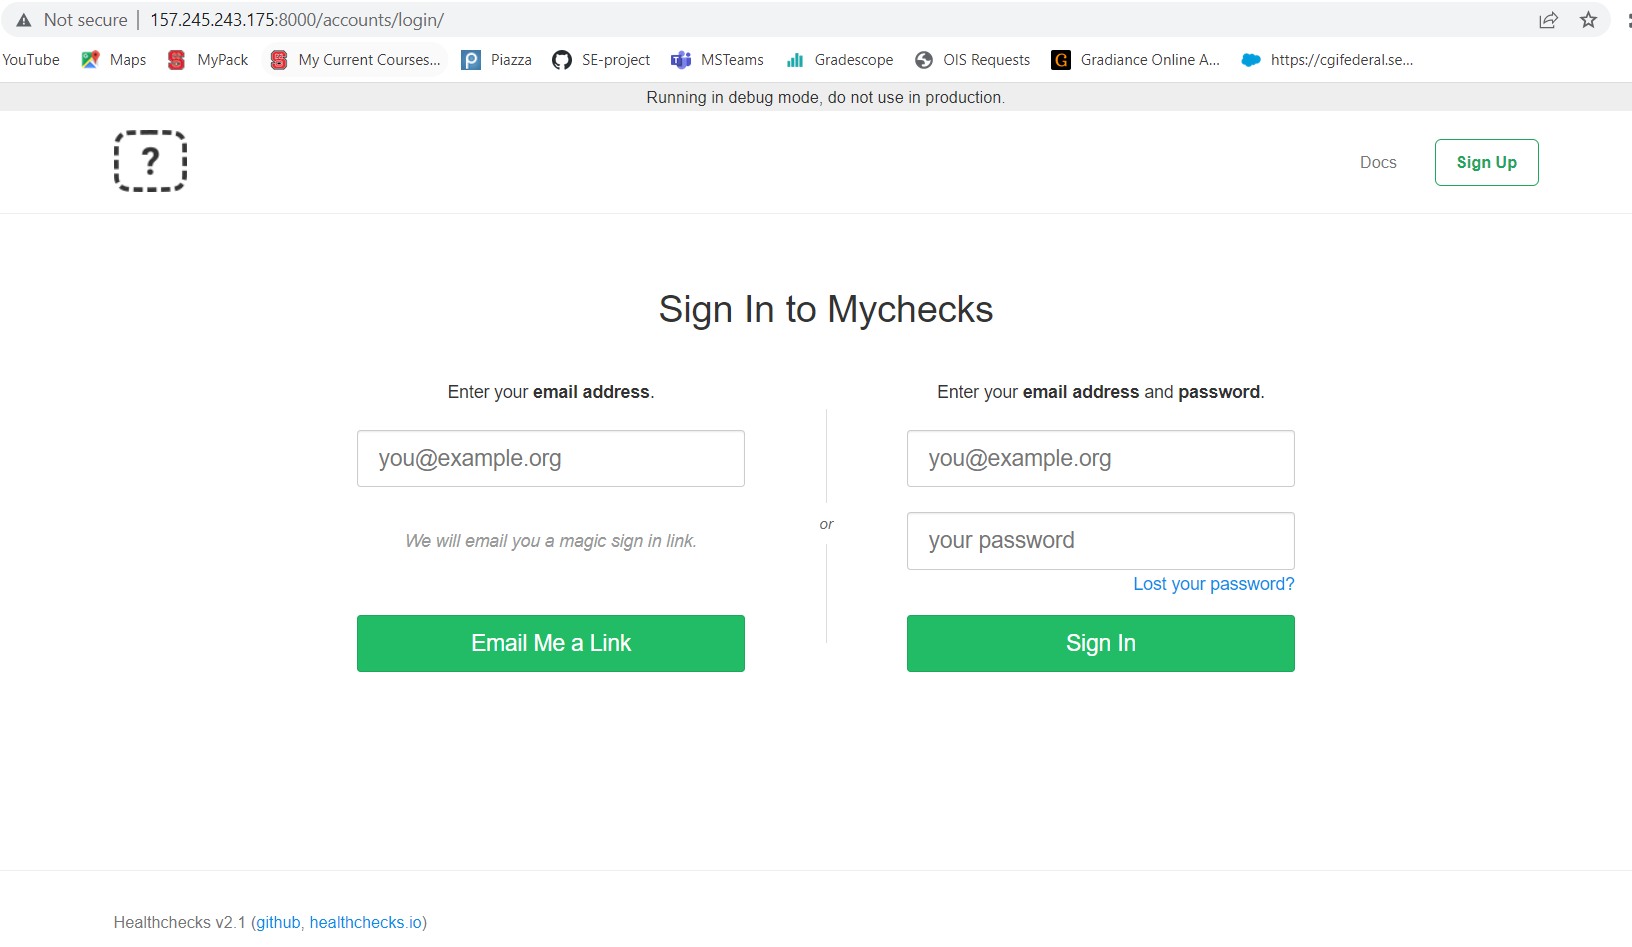 Not secure | 157.245.243.175:8000/accounts/login/
YouTube Maps MyPack My Current Courses... Piazza SE-project MSTeams Gradescope OIS Requests Gradiance Online A... https://cgifederal.se...
Running in debug mode, do not use in production.
?
Docs
Sign Up
Sign In to Mychecks
Enter your email address.
you@example.org
We will email you a magic sign in link.
Email Me a Link
or
Enter your email address and password.
you@example.org
your password
Lost your password?
Sign In
Healthchecks v2.1 (github, healthchecks.io)